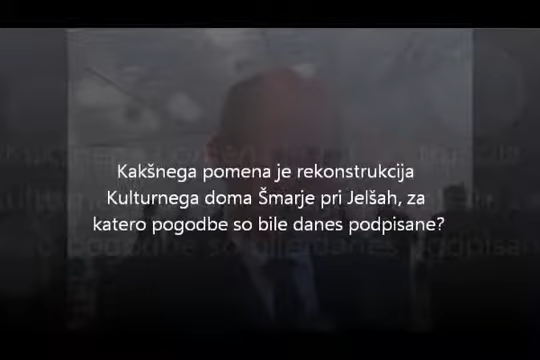 Kakšnega pomena je rekonstrukcija
Kulturnega doma Šmarje pri Jelšah, za
katero pogodbe so bile danes podpisane?